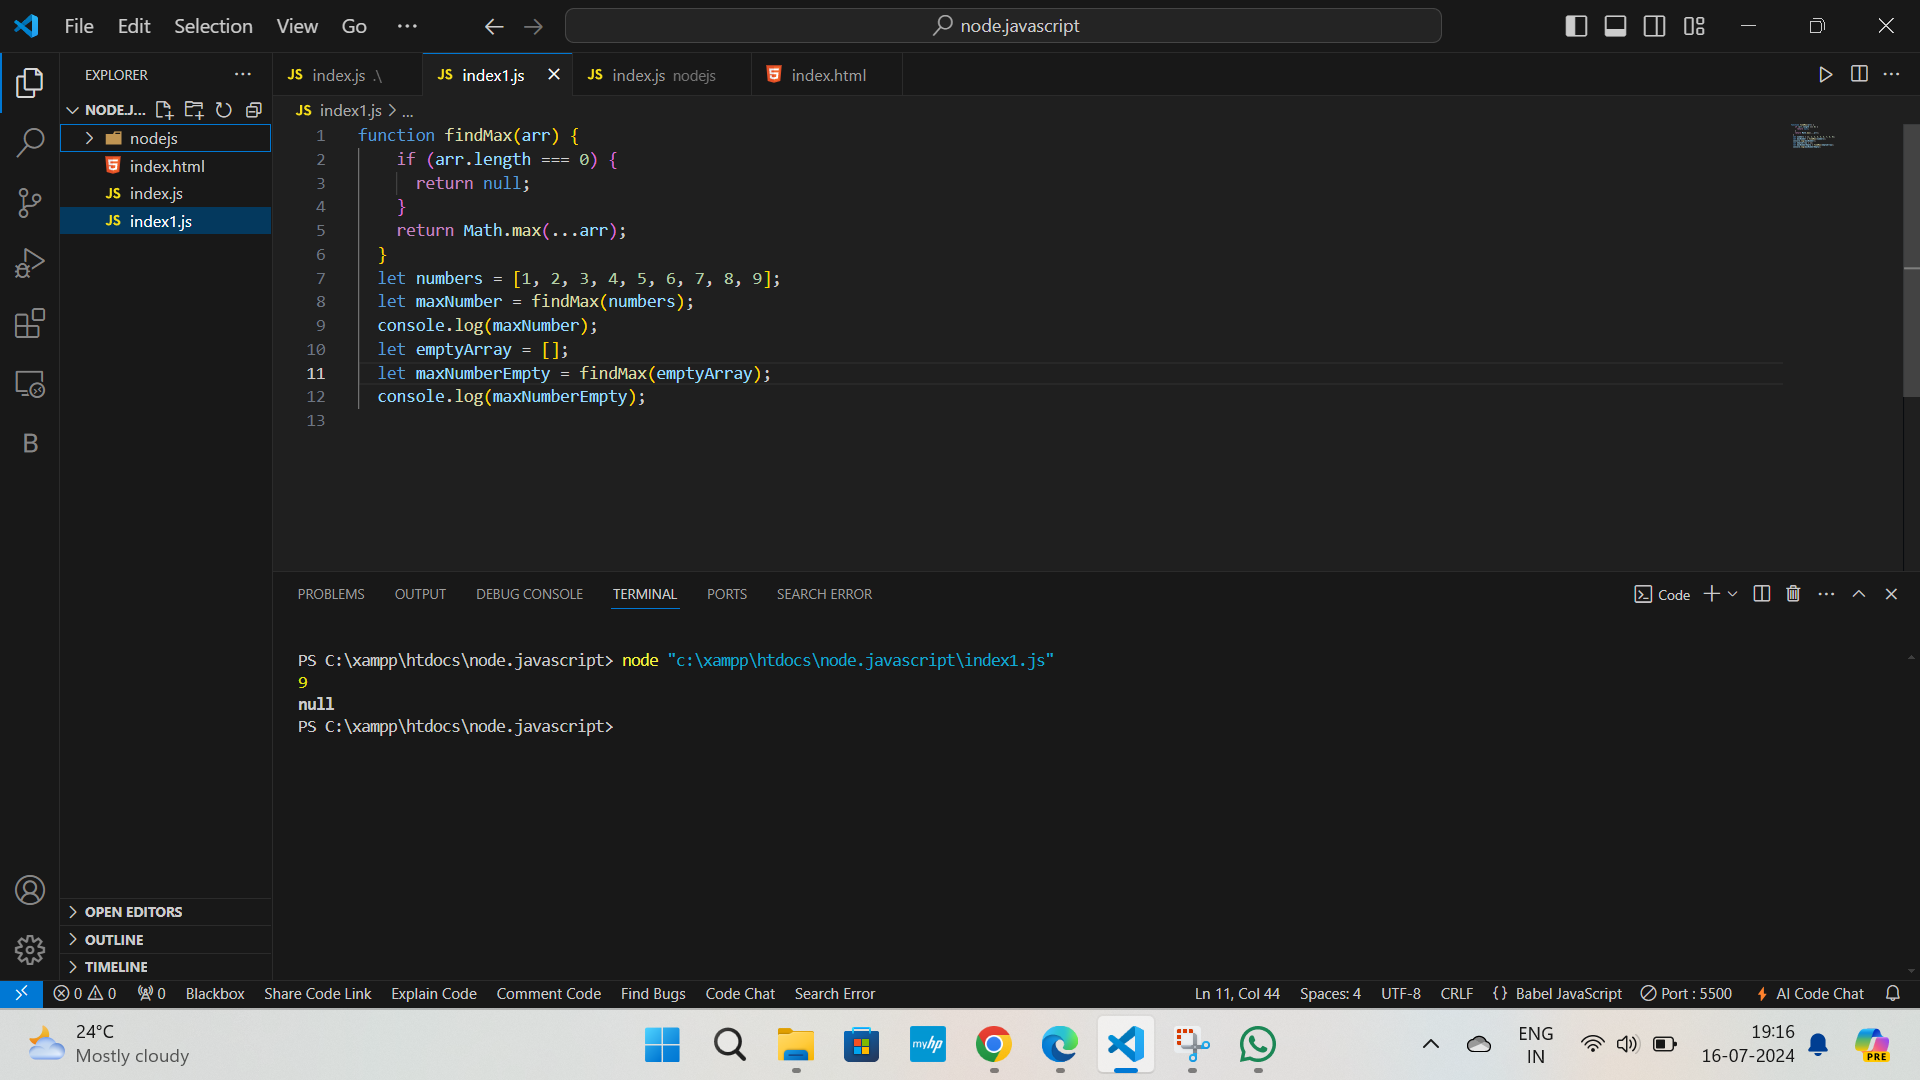 File Edit Selection View Go ··· node.javascript
EXPLORER ···
JS index.js .\ JS index1.js JS index.js nodejs index.html
NODE.J...
nodejs
index.html
JS index.js
JS index1.js
JS index1.js > ...
1 function findMax(arr) {
2 if (arr.length === 0) {
3 return null;
4 }
5 return Math.max(...arr);
6 }
7 let numbers = [1, 2, 3, 4, 5, 6, 7, 8, 9];
8 let maxNumber = findMax(numbers);
9 console.log(maxNumber);
10 let emptyArray = [];
11 let maxNumberEmpty = findMax(emptyArray);
12 console.log(maxNumberEmpty);
13
B
PROBLEMS OUTPUT DEBUG CONSOLE TERMINAL PORTS SEARCH ERROR Code
PS C:\xampp\htdocs\node.javascript> node "c:\xampp\htdocs\node.javascript\index1.js"
9
null
PS C:\xampp\htdocs\node.javascript>
OPEN EDITORS
OUTLINE
TIMELINE
0 0 0 Blackbox Share Code Link Explain Code Comment Code Find Bugs Code Chat Search Error Ln 11, Col 44 Spaces: 4 UTF-8 CRLF {} Babel JavaScript Port : 5500 AI Code Chat
24°C
Mostly cloudy
myhp
ENG
IN
19:16
16-07-2024
PRE